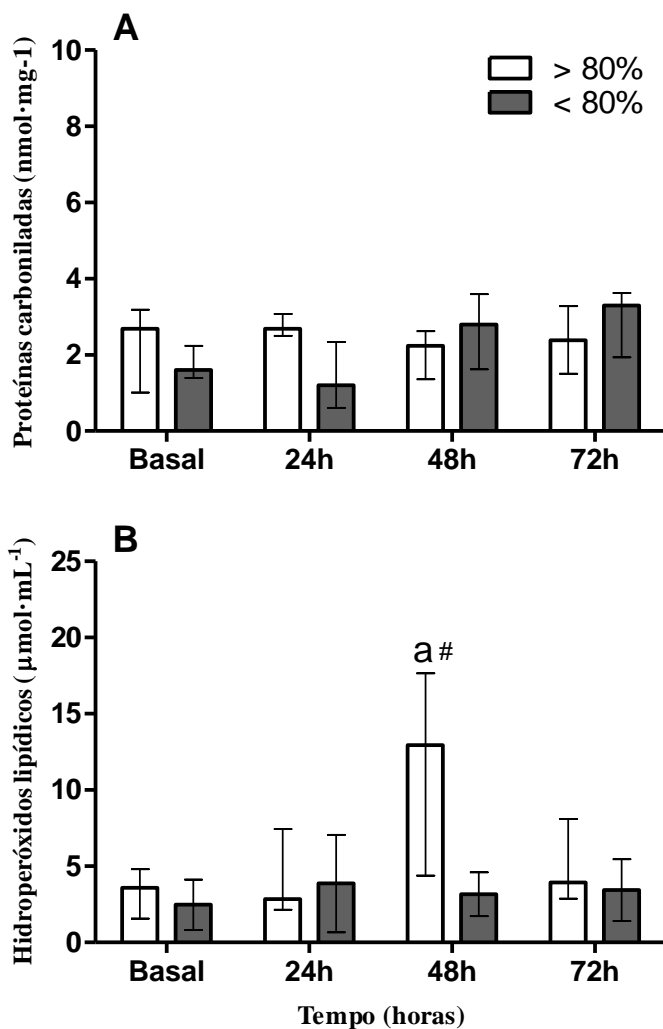 A
Proteínas carboniladas (nmol·mg-1)
10
8
6
4
2
0
> 80%
< 80%
Basal 24h 48h 72h
B
Hidroperóxidos lipídicos (µmol·mL-1)
25
20
15
10
5
0
a #
Basal 24h 48h 72h
Tempo (horas)